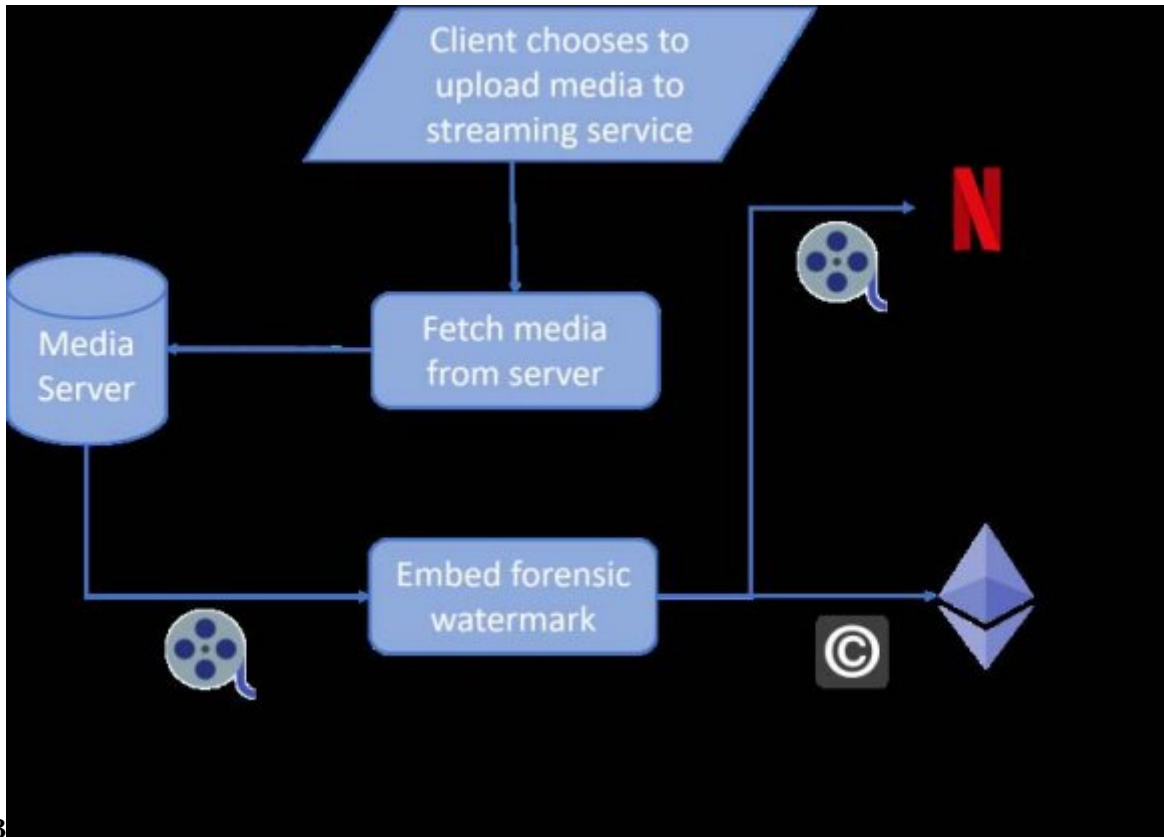 Client chooses to
upload media to
streaming service
N
Media
Server
Fetch media
from server
Embed forensic
watermark
©